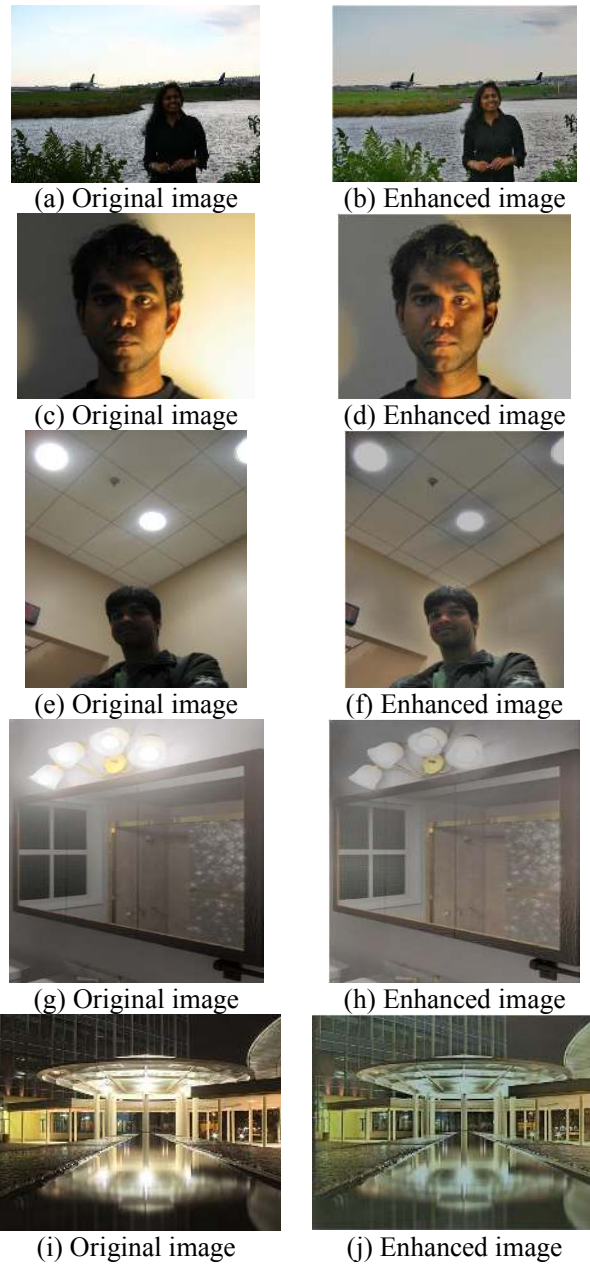 (a) Original image (b) Enhanced image
(c) Original image (d) Enhanced image
(e) Original image (f) Enhanced image
(g) Original image (h) Enhanced image
(i) Original image (j) Enhanced image